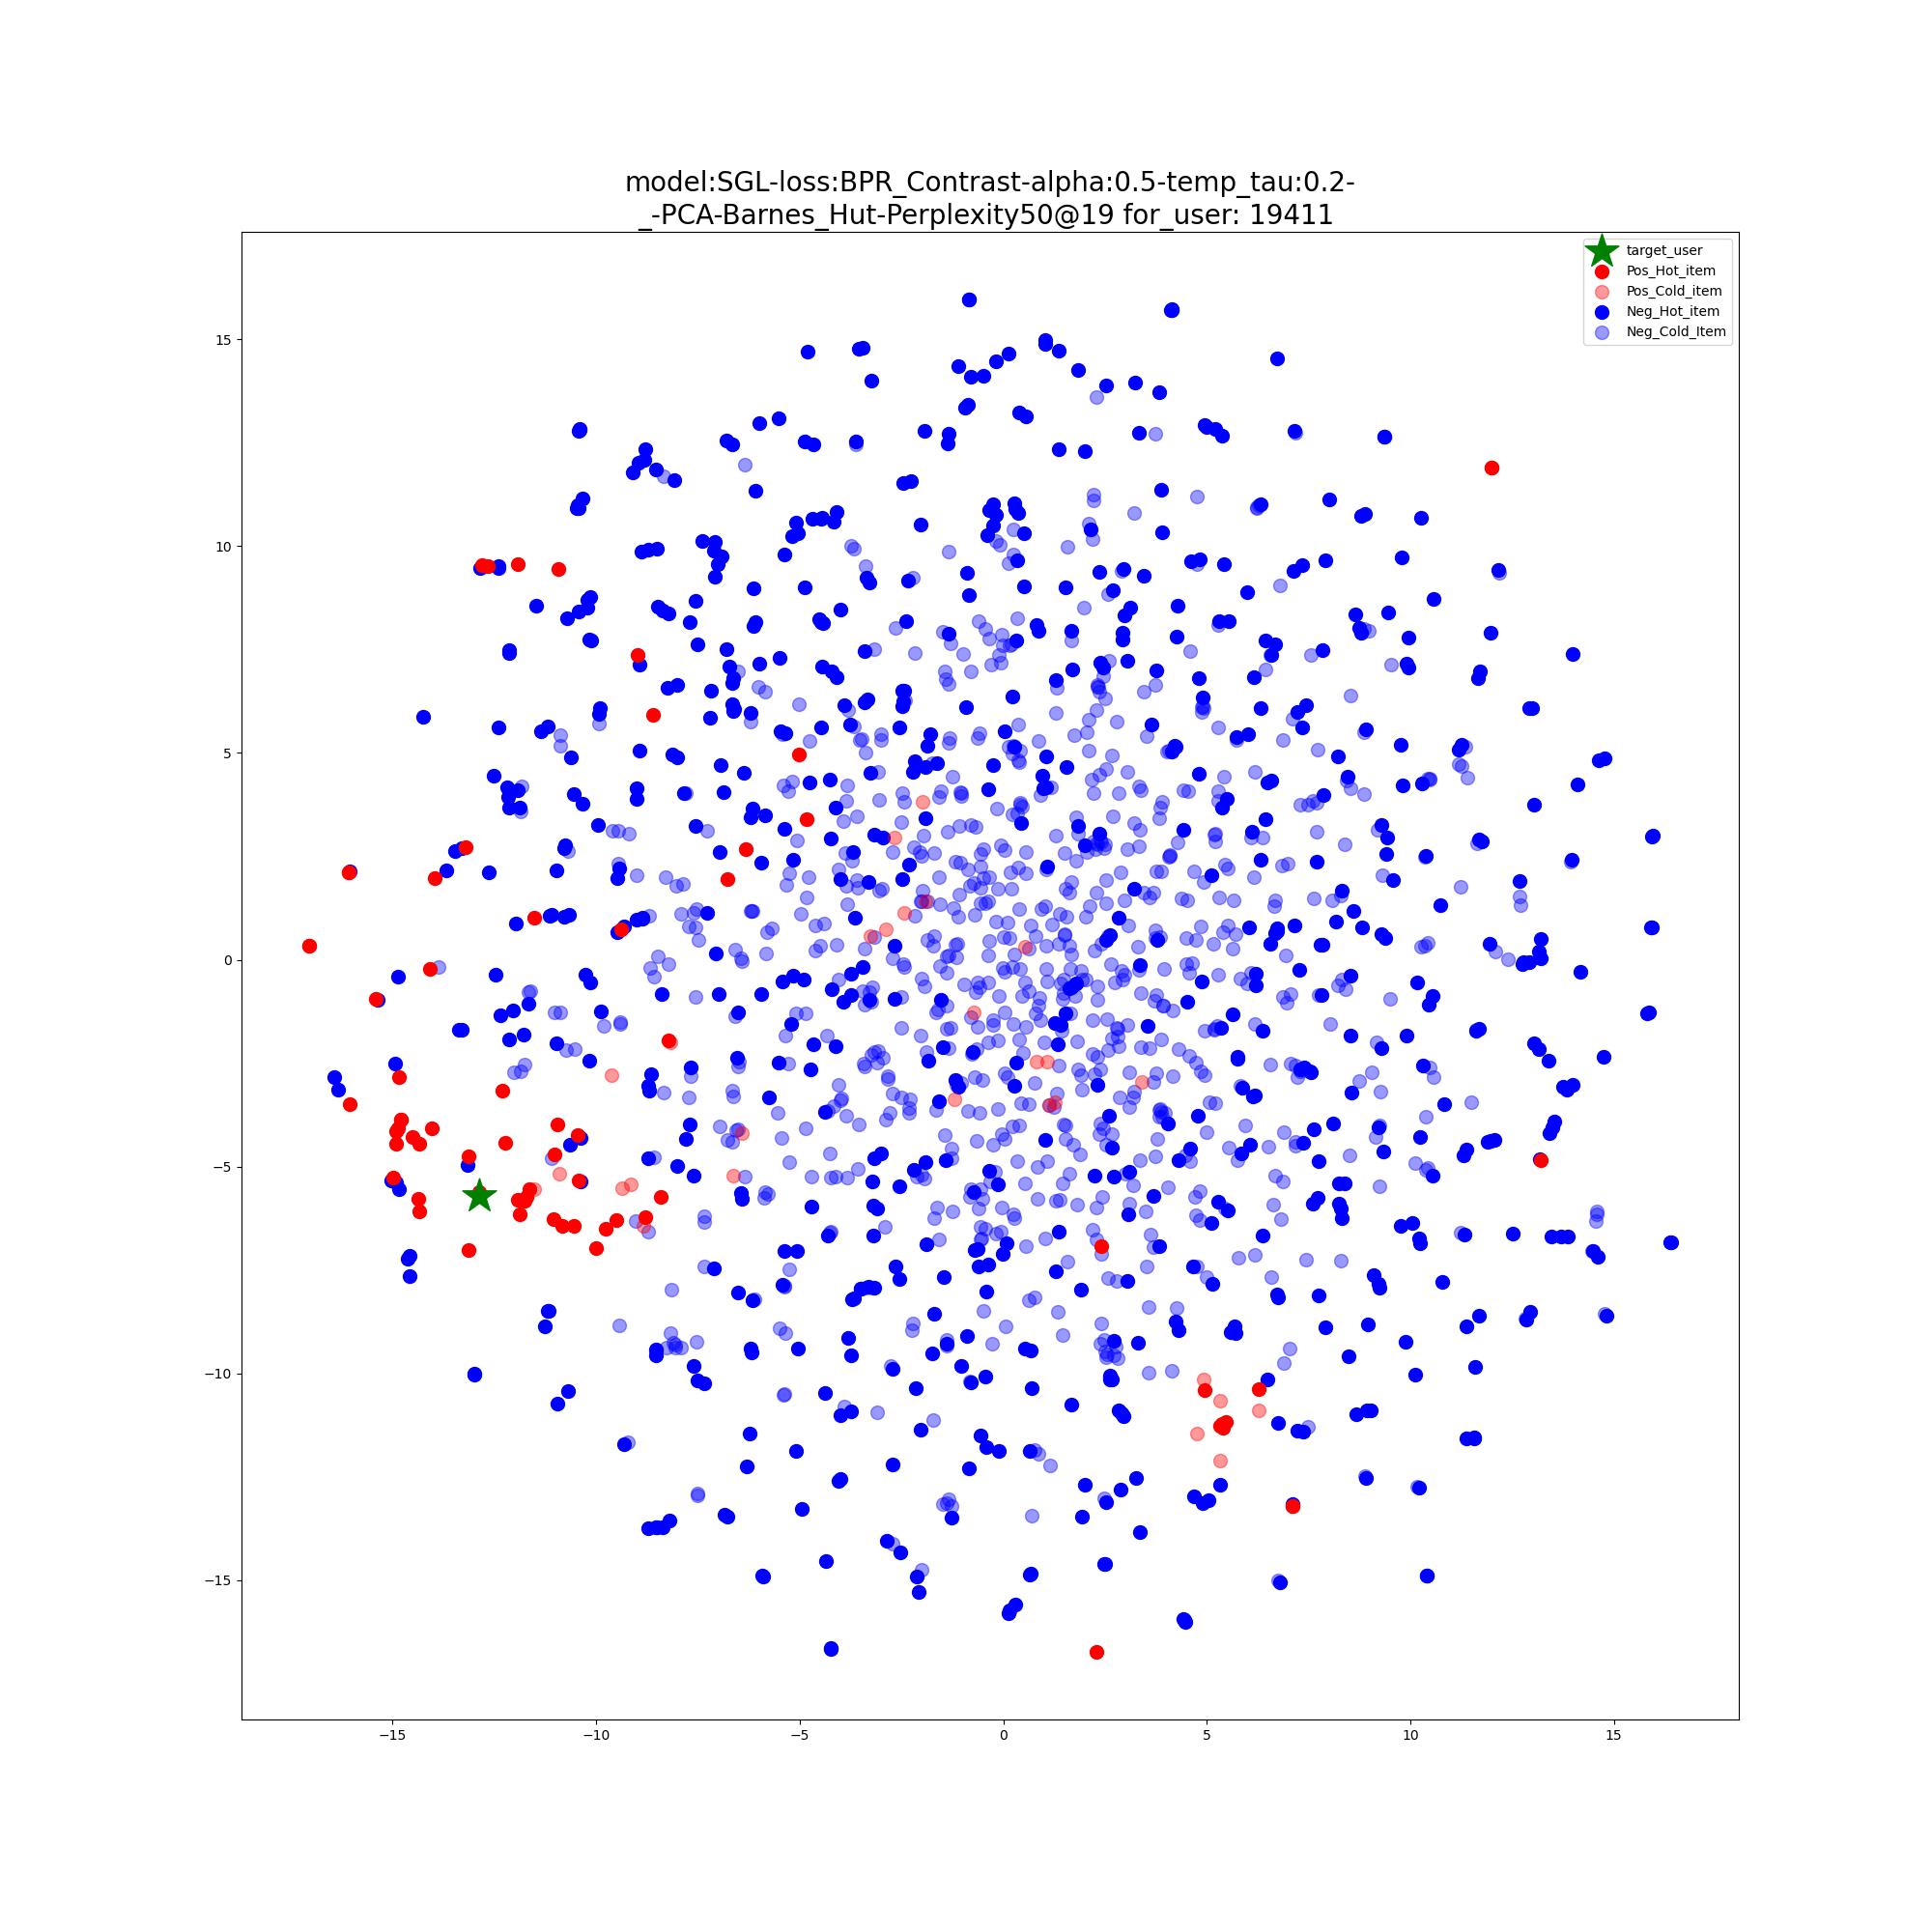 model:SGL-loss:BPR_Contrast-alpha:0.5-temp_tau:0.2-
_-PCA-Barnes_Hut-Perplexity50@19 for_user: 19411
target_user
Pos_Hot_item
Pos_Cold_item
Neg_Hot_item
Neg_Cold_Item
15
10
5
0
−5
−10
−15
−15 −10 −5 0 5 10 15